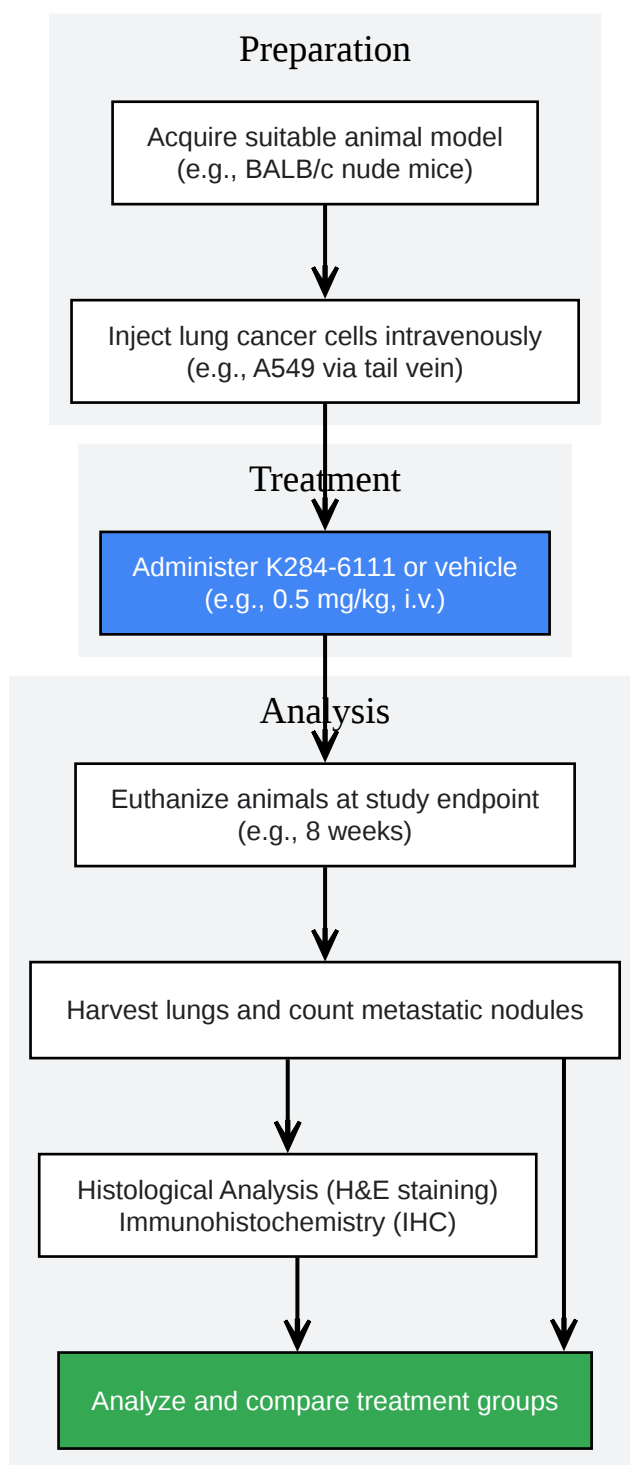 Preparation
Acquire suitable animal model
(e.g., BALB/c nude mice)
Inject lung cancer cells intravenously
(e.g., A549 via tail vein)
Treatment
Administer K284-6111 or vehicle
(e.g., 0.5 mg/kg, i.v.)
Analysis
Euthanize animals at study endpoint
(e.g., 8 weeks)
Harvest lungs and count metastatic nodules
Histological Analysis (H&E staining)
Immunohistochemistry (IHC)
Analyze and compare treatment groups